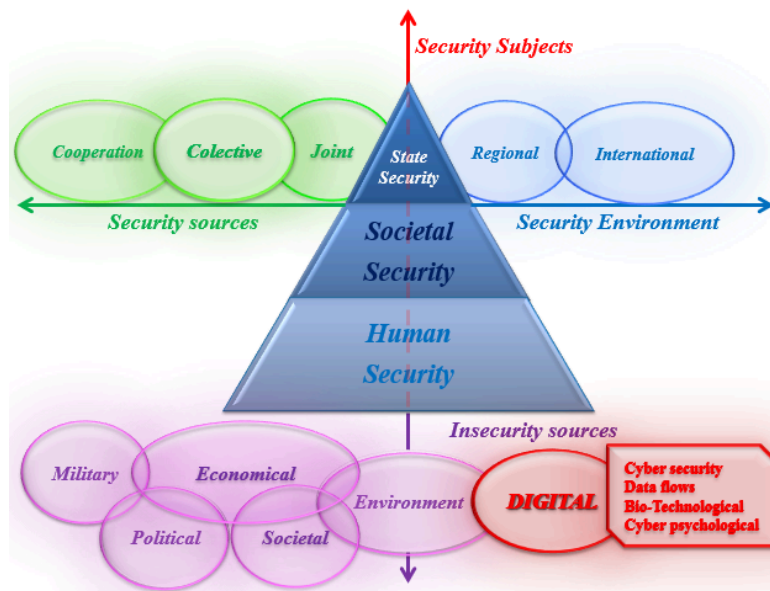 Security Subjects
Cooperation
Colective
Joint
State
Security
Regional
International
Security sources
Security Environment
Societal
Security
Human
Security
Insecurity sources
Military
Economical
Political
Societal
Environment
DIGITAL
Cyber security
Data flows
Bio-Technological
Cyber psychological